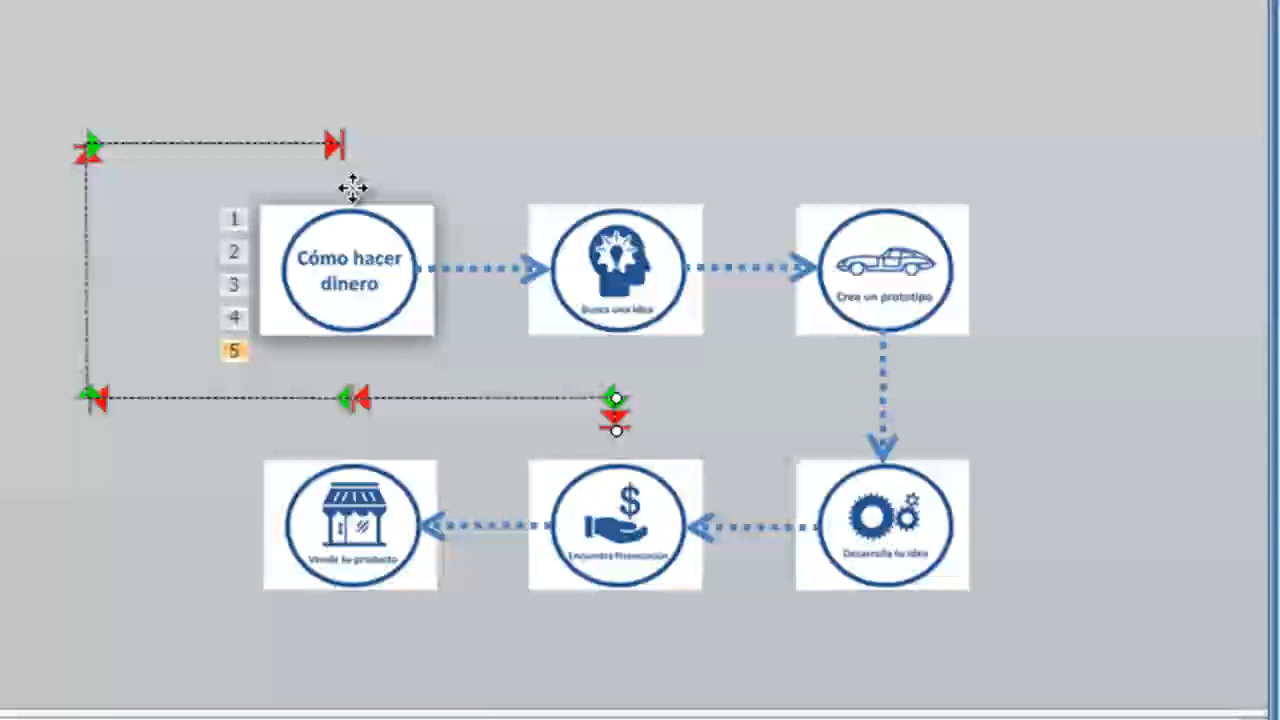 1
2
3
4
5
Cómo hacer
dinero
Busca una idea
Crea un prototipo
Vende tu producto
Encuentra financiación
Desarrolla tu idea